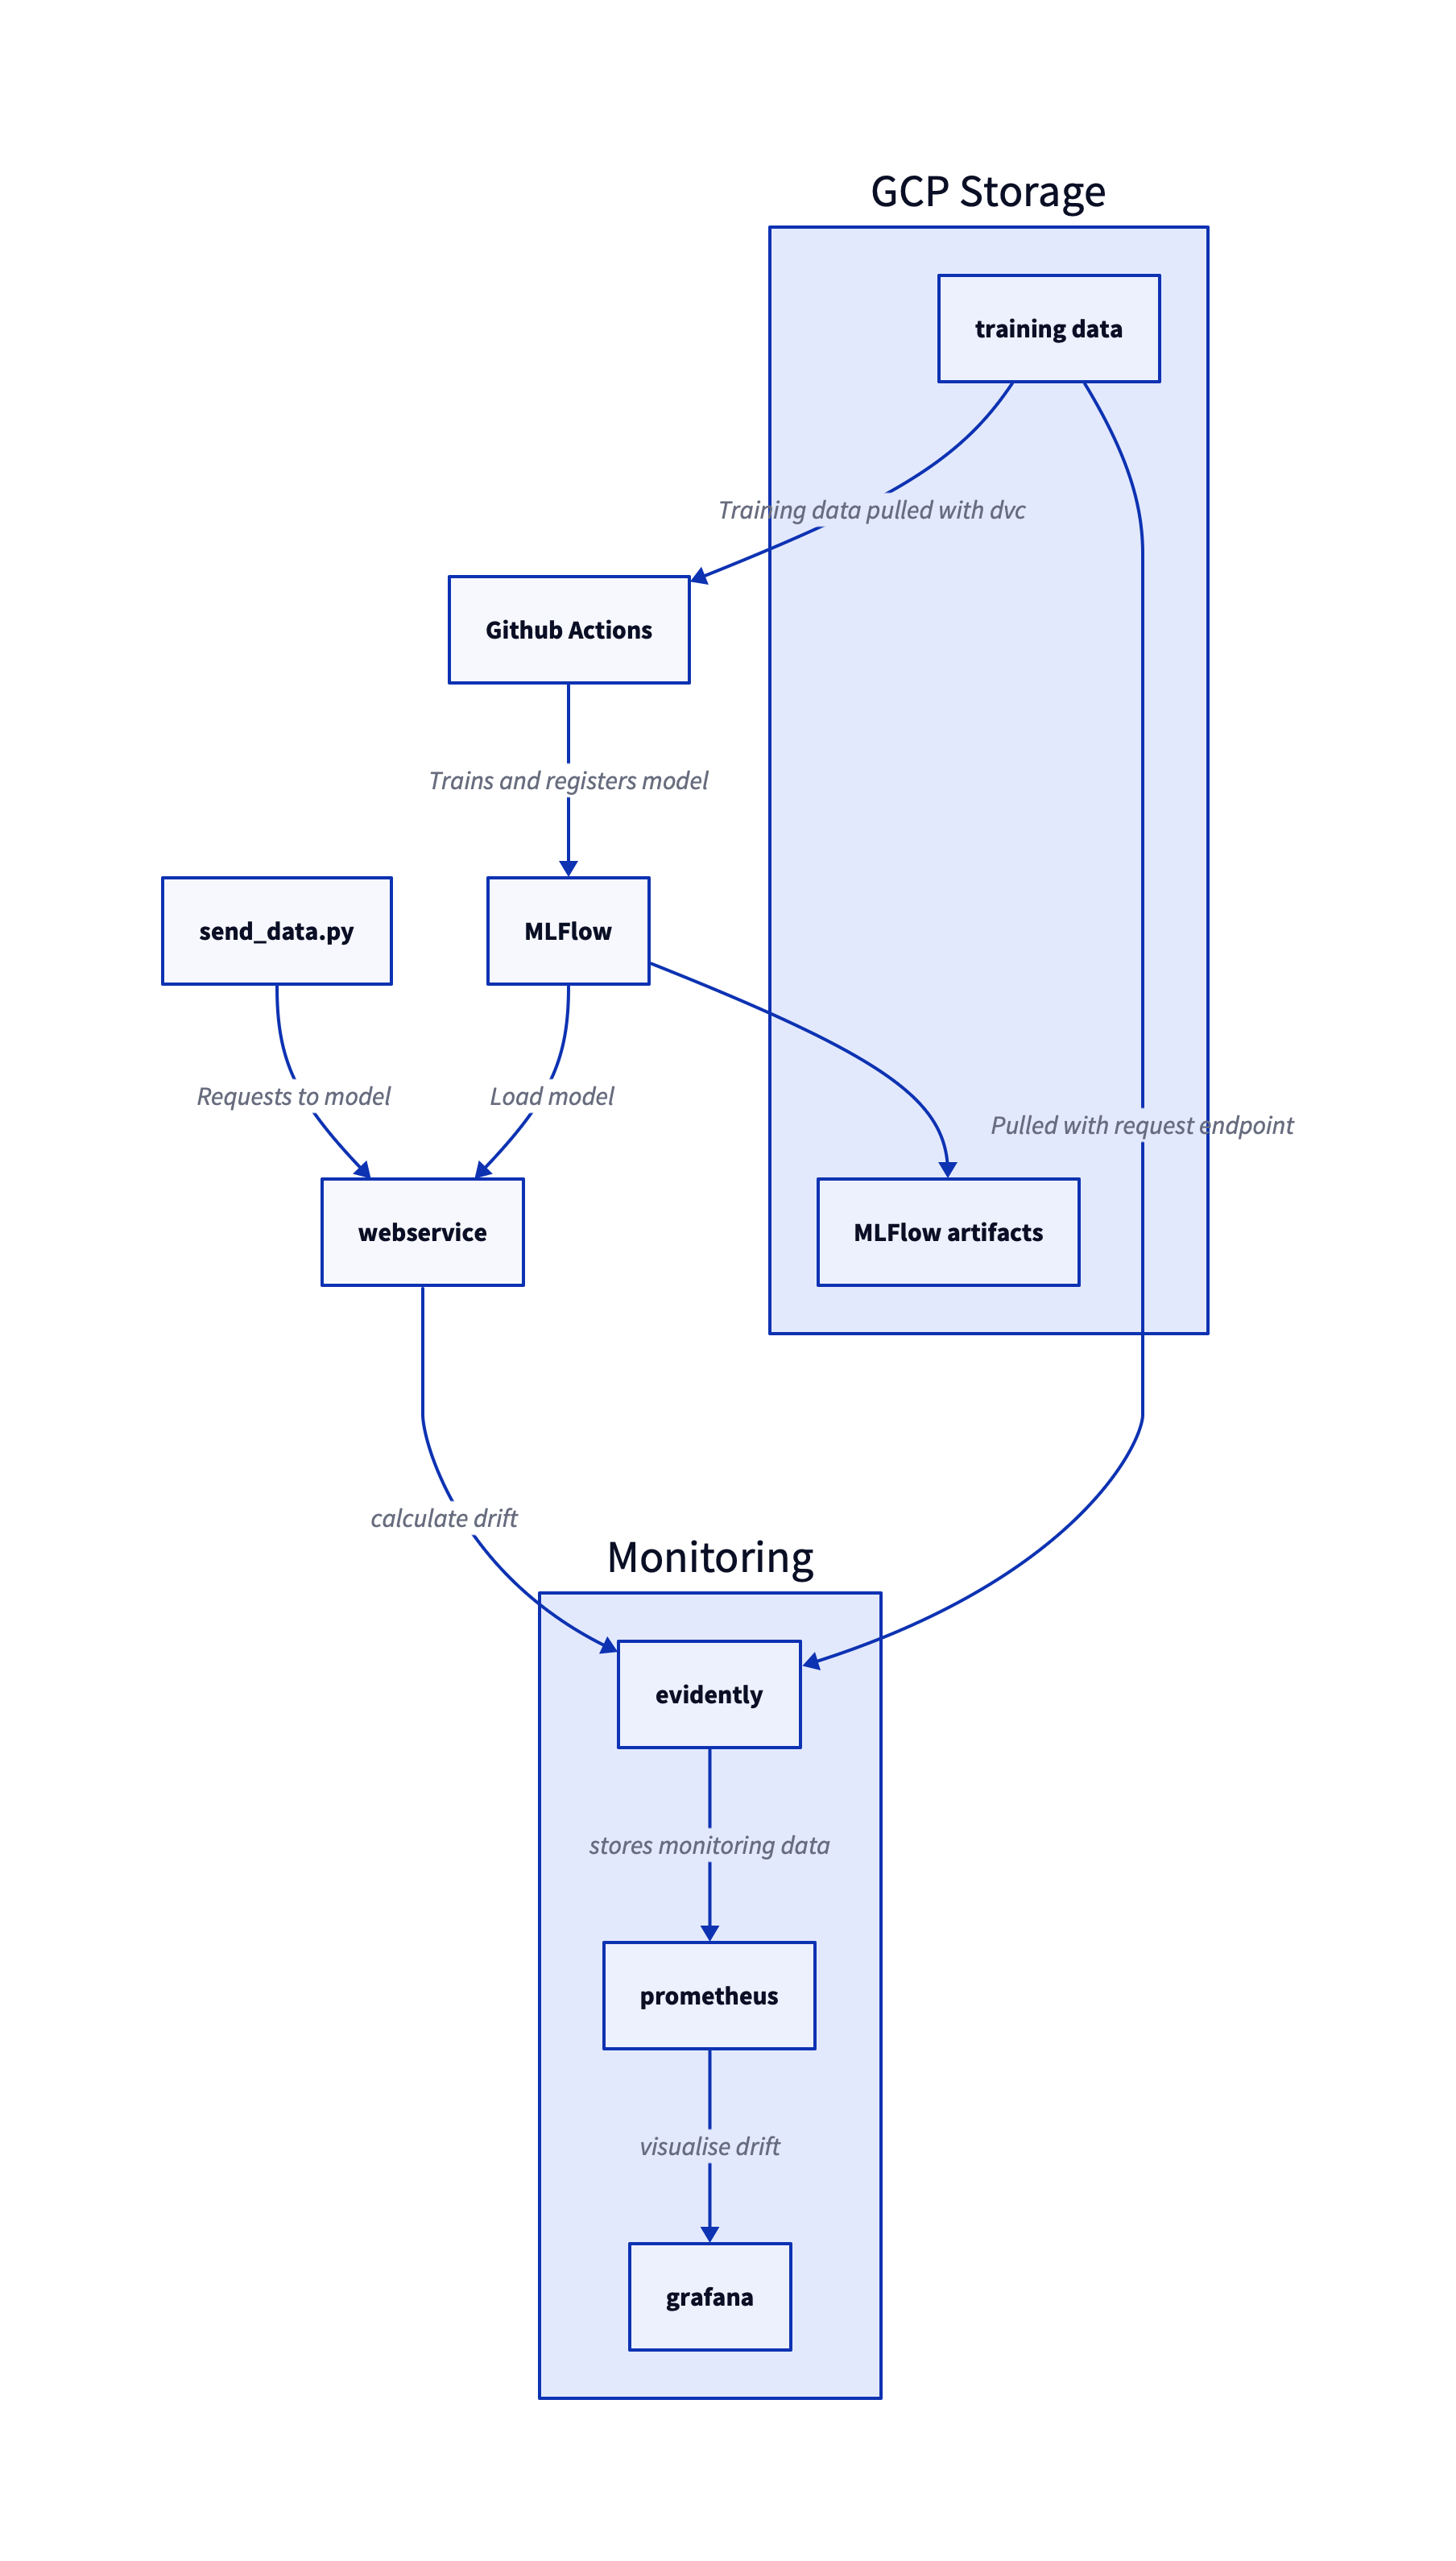 GCP Storage
training data
Training data pulled with dvc
Github Actions
Trains and registers model
send_data.py
MLFlow
Requests to model
Load model
Pulled with request endpoint
webservice
MLFlow artifacts
calculate drift
Monitoring
evidently
stores monitoring data
prometheus
visualise drift
grafana